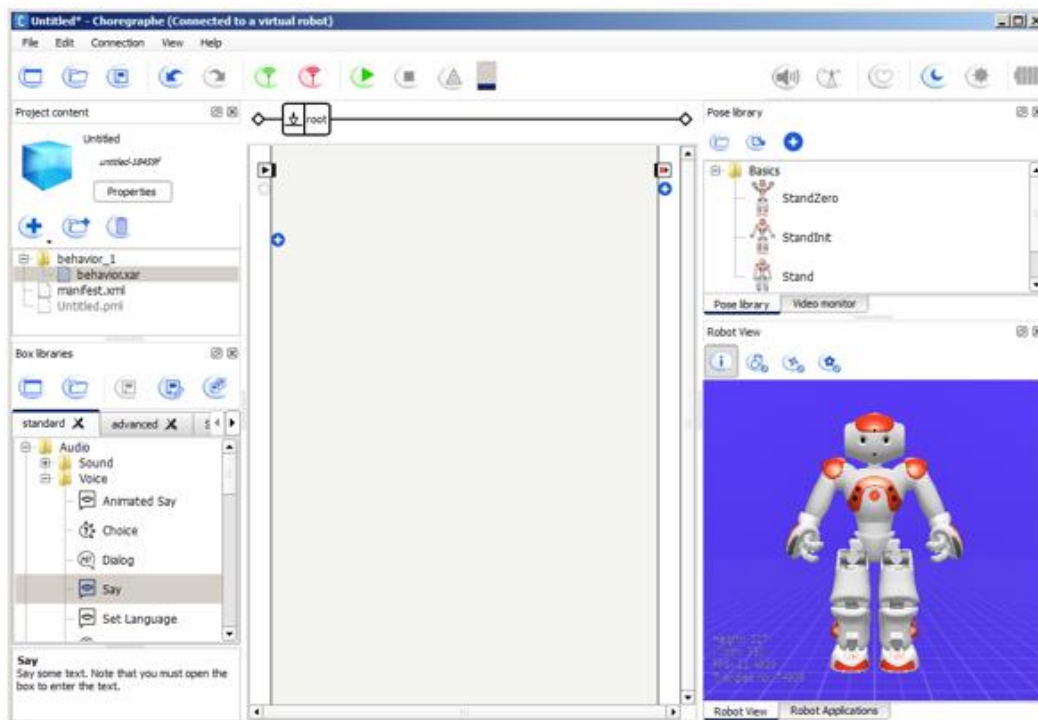 Untitled* - Choregraphe (Connected to a virtual robot)
File Edit Connection View Help
Project content
Untitled
Properties
behavior_1
behavior.xar
manifest.xml
Untitled.pml
Box libraries
standard advanced
Audio
Sound
Voice
Animated Say
Choice
Dialog
Say
Set Language
Say
Say some text. Note that you must open the
box to enter the text.
root
Pose library
Basics
StandZero
StandInit
Stand
Pose library Video monitor
Robot View
Robot View Robot Applications